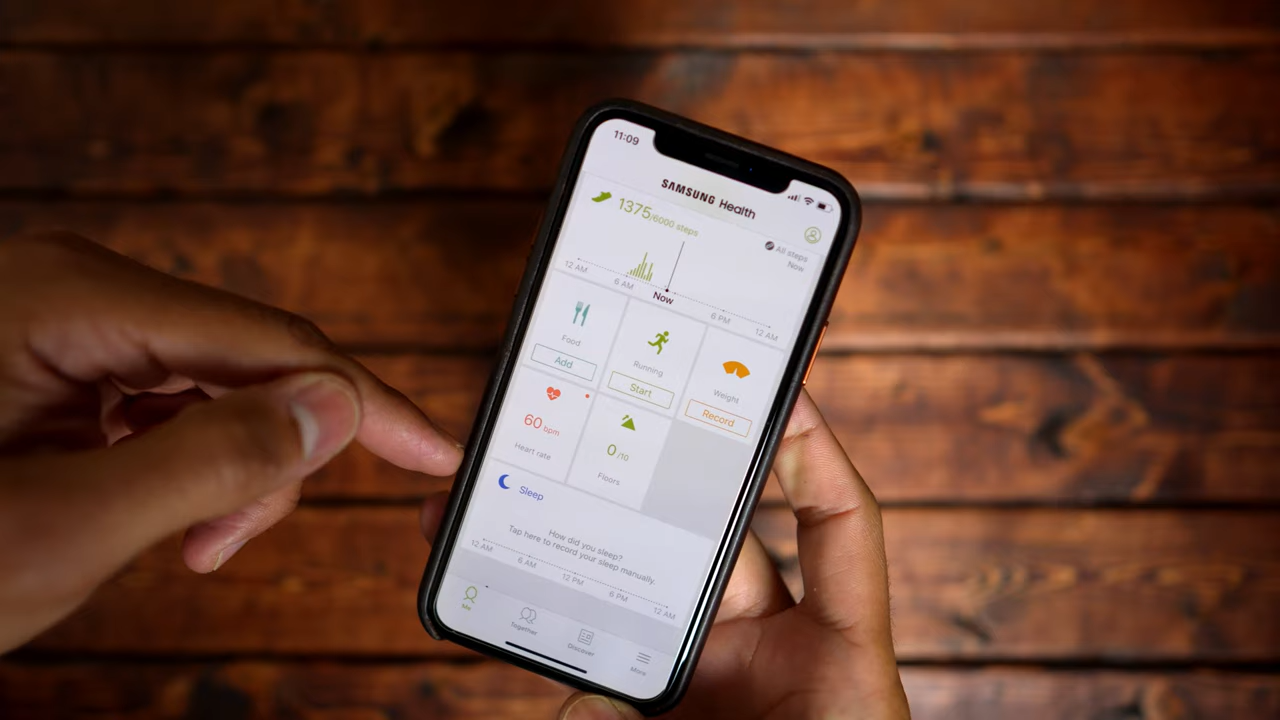 11:09
SAMSUNG Health
1375/6000 steps
All steps
Now
12 AM
6 AM
Now
6 PM
12 AM
Food
Add
Running
Start
Weight
Record
60 bpm
Heart rate
0 /10
Floors
Sleep
How did you sleep?
Tap here to record your sleep manually.
12 AM
6 AM
12 PM
6 PM
12 AM
Me
Together
Discover
More